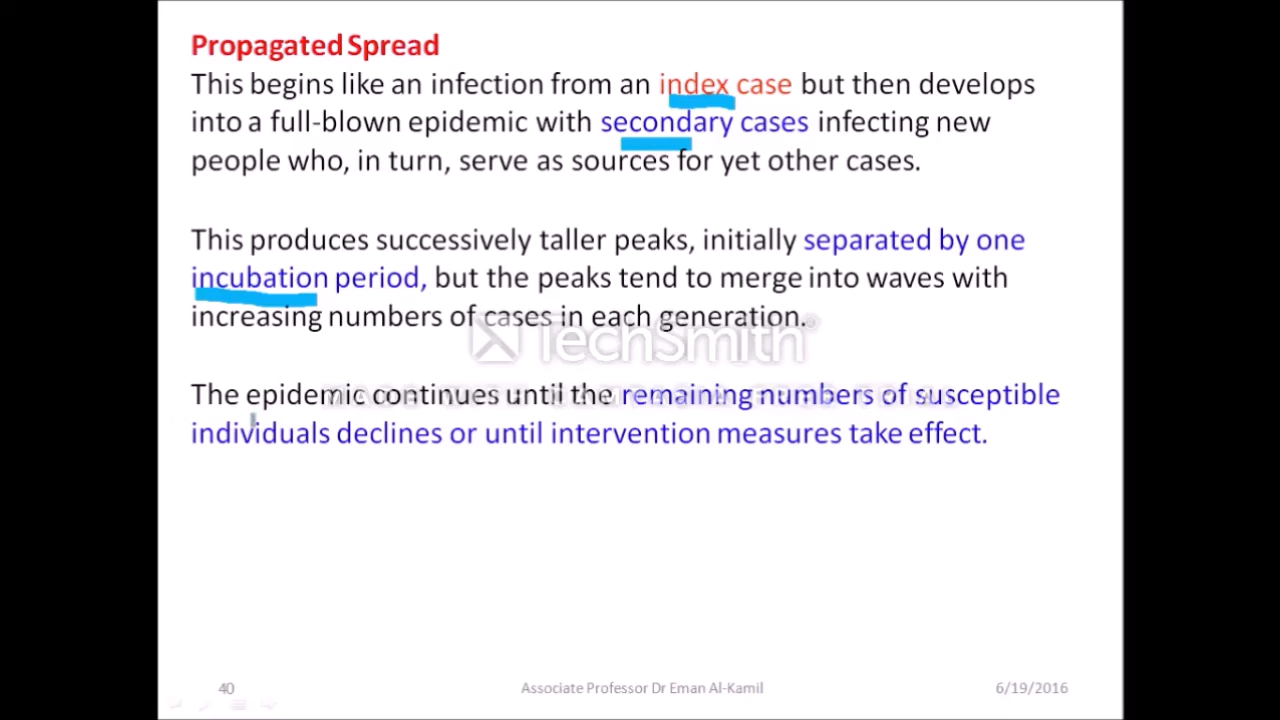 Propagated Spread
This begins like an infection from an index case but then develops
into a full-blown epidemic with secondary cases infecting new
people who, in turn, serve as sources for yet other cases.
This produces successively taller peaks, initially separated by one
incubation period, but the peaks tend to merge into waves with
increasing numbers of cases in each generation.
TechSmith®
The epidemic continues until the remaining numbers of susceptible
individuals declines or until intervention measures take effect.
40 Associate Professor Dr Eman Al-Kamil 6/19/2016